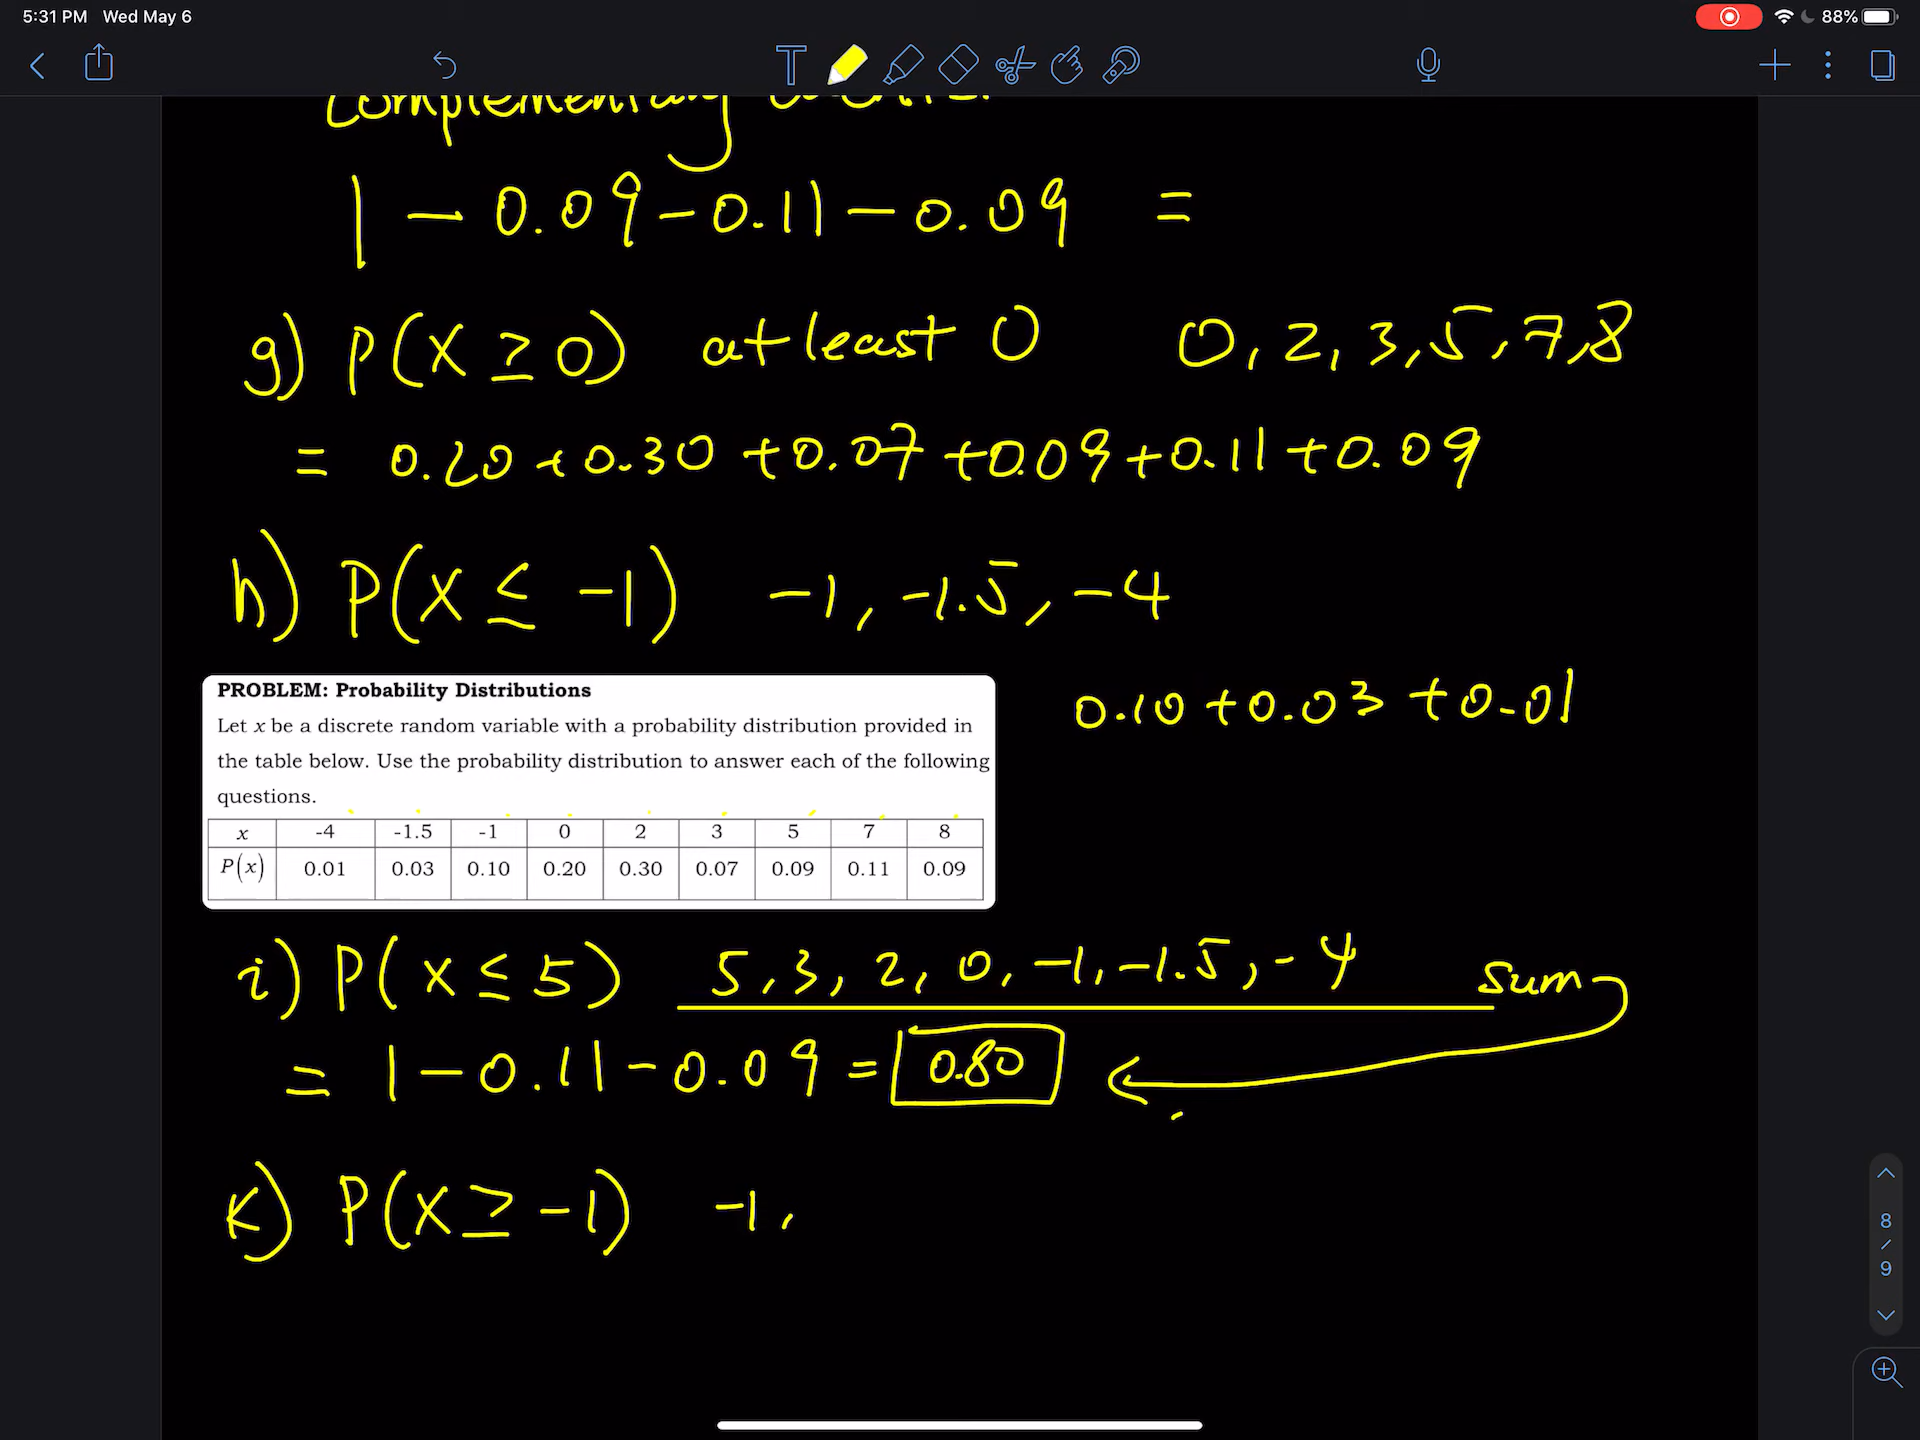 5:31 PM Wed May 6 88%
complementary
1 - 0.09 - 0.11 - 0.09 =
g) P(X ≥ 0) at least 0 0, 2, 3, 5, 7, 8
= 0.20 + 0.30 + 0.07 + 0.09 + 0.11 + 0.09
h) P(X ≤ -1) -1, -1.5, -4
0.10 + 0.03 + 0.01
PROBLEM: Probability Distributions
Let x be a discrete random variable with a probability distribution provided in
the table below. Use the probability distribution to answer each of the following
questions.
x -4 -1.5 -1 0 2 3 5 7 8
P(x) 0.01 0.03 0.10 0.20 0.30 0.07 0.09 0.11 0.09
i) P(X ≤ 5) 5, 3, 2, 0, -1, -1.5, -4 sum
= 1 - 0.11 - 0.09 = 0.80
K) P(X ≥ -1) -1,
8
/
9